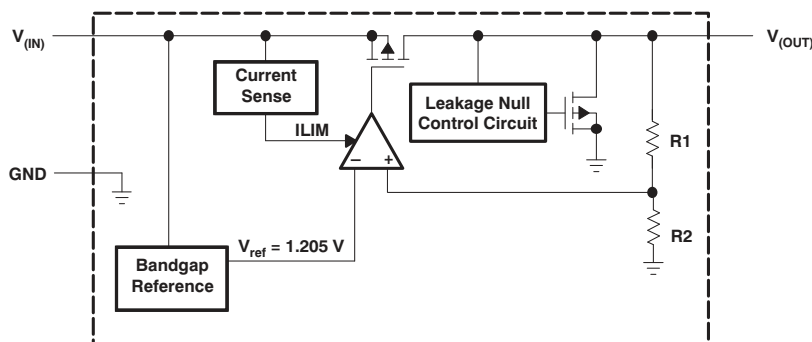 V(IN)
V(OUT)
Current
Sense
Leakage Null
Control Circuit
ILIM
R1
– +
GND
R2
Vref = 1.205 V
Bandgap
Reference